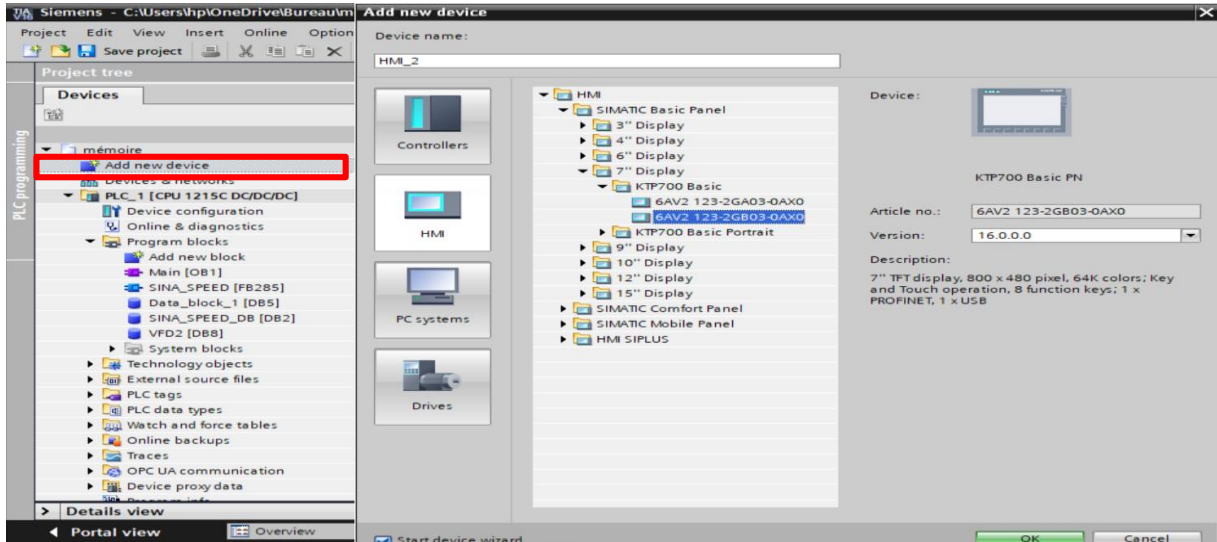 Siemens - C:\Users\hp\OneDrive\Bureau\m
Project Edit View Insert Online Option
Save project
Project tree
Devices
PLC programming
mémoire
Add new device
Devices & networks
PLC_1 [CPU 1215C DC/DC/DC]
Device configuration
Online & diagnostics
Program blocks
Add new block
Main [OB1]
SINA_SPEED [FB285]
Data_block_1 [DB5]
SINA_SPEED_DB [DB2]
VFD2 [DB8]
System blocks
Technology objects
External source files
PLC tags
PLC data types
Watch and force tables
Online backups
Traces
OPC UA communication
Device proxy data
Program info
Details view
Portal view
Overview
Add new device
Device name:
HMI_2
Controllers
HMI
PC systems
Drives
HMI
SIMATIC Basic Panel
3'' Display
4'' Display
6'' Display
7'' Display
KTP700 Basic
6AV2 123-2GA03-0AX0
6AV2 123-2GB03-0AX0
KTP700 Basic Portrait
9'' Display
10'' Display
12'' Display
15'' Display
SIMATIC Comfort Panel
SIMATIC Mobile Panel
HMI SIPLUS
Device:
KTP700 Basic PN
Article no.: 6AV2 123-2GB03-0AX0
Version: 16.0.0.0
Description:
7'' TFT display, 800 x 480 pixel, 64K colors; Key
and Touch operation, 8 function keys; 1 x
PROFINET, 1 x USB
Start device wizard
OK Cancel